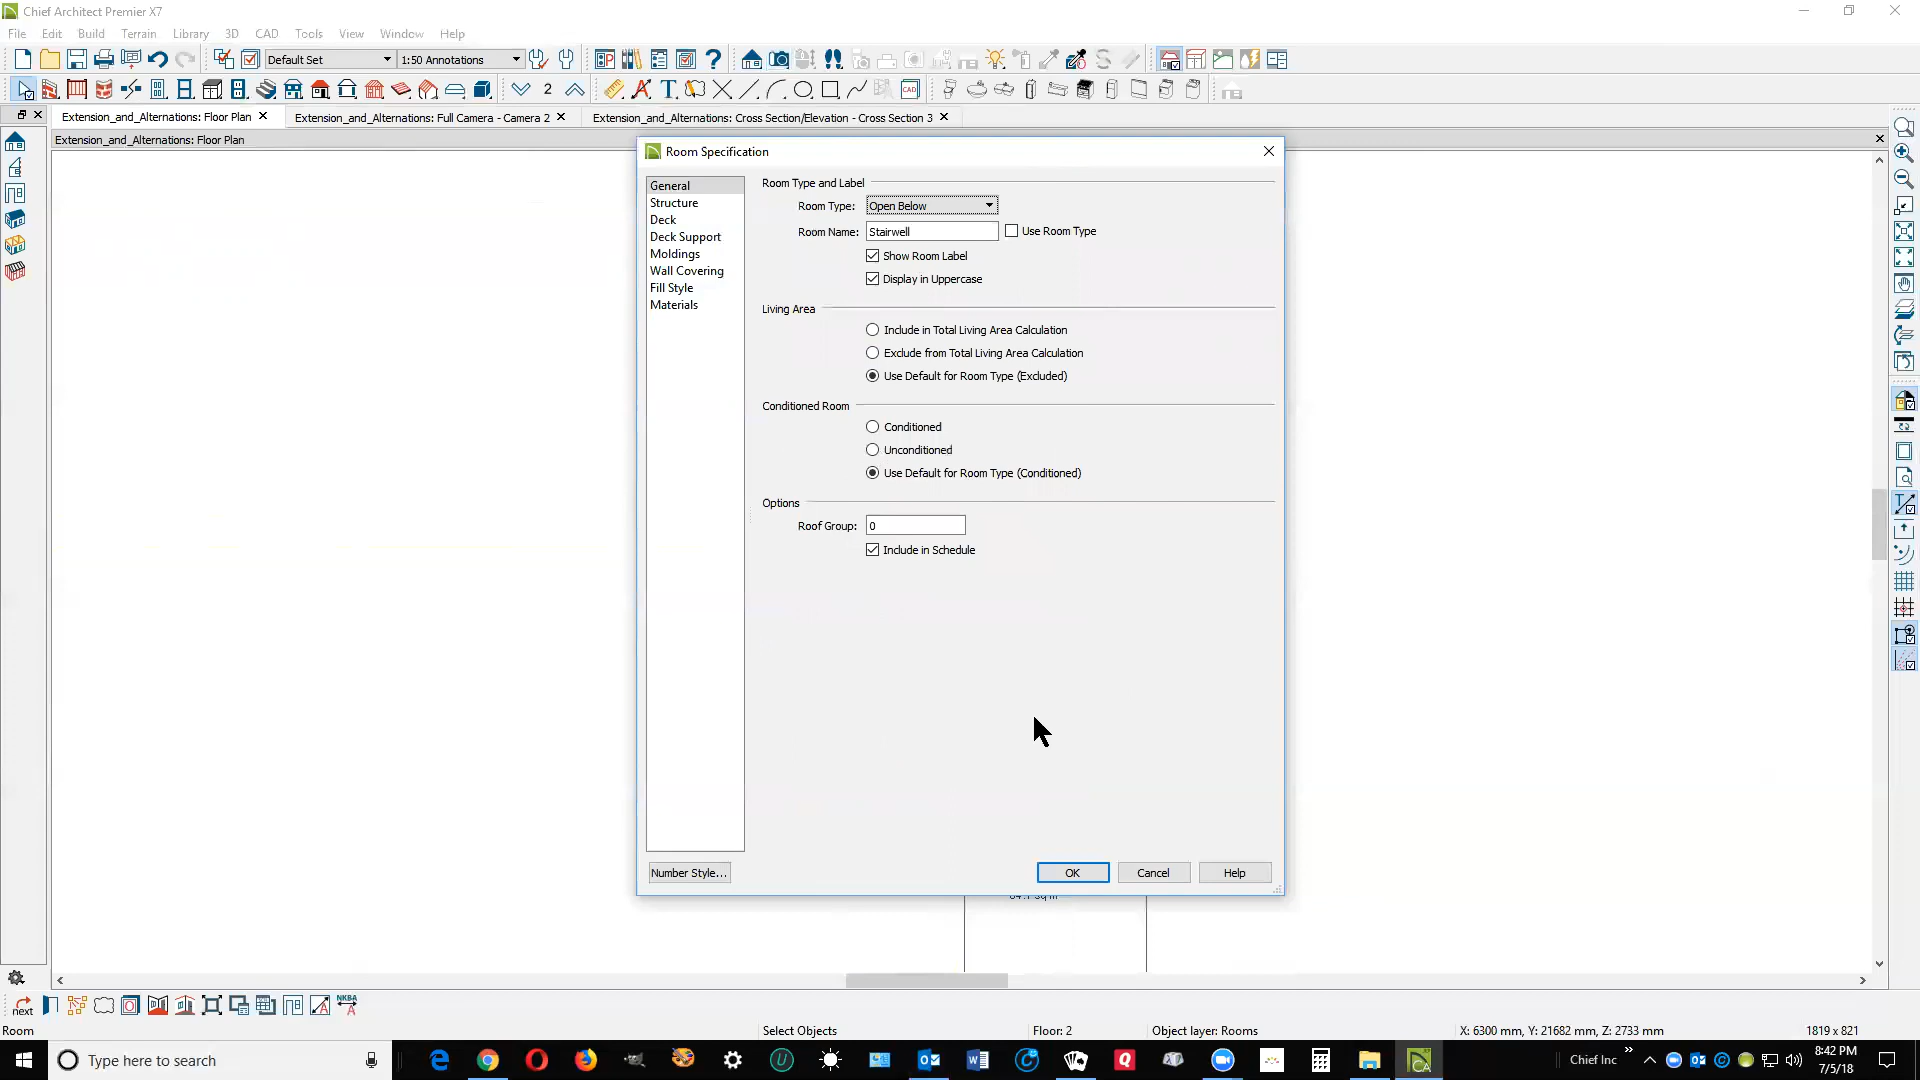 Chief Architect Premier X7
File Edit Build Terrain Library 3D CAD Tools View Window Help
Default Set 1:50 Annotations
2
Extension_and_Alternations: Floor Plan Extension_and_Alternations: Full Camera - Camera 2 Extension_and_Alternations: Cross Section/Elevation - Cross Section 3
Extension_and_Alternations: Floor Plan
Room Specification
General
Structure
Deck
Deck Support
Moldings
Wall Covering
Fill Style
Materials
Room Type and Label
Room Type: Open Below
Room Name: Stairwell Use Room Type
Show Room Label
Display in Uppercase
Living Area
Include in Total Living Area Calculation
Exclude from Total Living Area Calculation
Use Default for Room Type (Excluded)
Conditioned Room
Conditioned
Unconditioned
Use Default for Room Type (Conditioned)
Options
Roof Group: 0
Include in Schedule
Number Style... OK Cancel Help
next NKBA
Room Select Objects Floor: 2 Object layer: Rooms X: 6300 mm, Y: 21682 mm, Z: 2733 mm 1819 x 821
Type here to search Chief Inc 8:42 PM
7/5/18